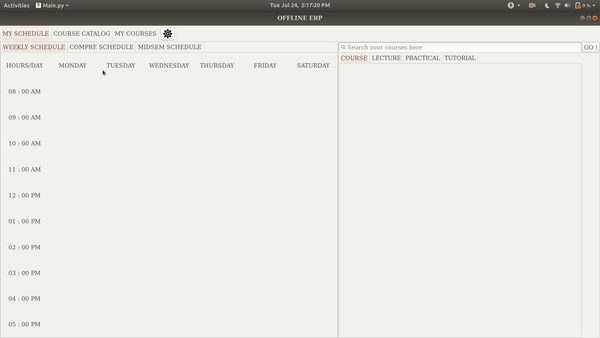 Activities Main.py Tue Jul 24, 2:17:20 PM 9 %
OFFLINE ERP
MY SCHEDULE COURSE CATALOG MY COURSES
WEEKLY SCHEDULE COMPRE SCHEDULE MIDSEM SCHEDULE Search your courses here GO !
COURSE LECTURE PRACTICAL TUTORIAL
HOURS/DAY MONDAY TUESDAY WEDNESDAY THURSDAY FRIDAY SATURDAY
08 : 00 AM
09 : 00 AM
10 : 00 AM
11 : 00 AM
12 : 00 PM
01 : 00 PM
02 : 00 PM
03 : 00 PM
04 : 00 PM
05 : 00 PM